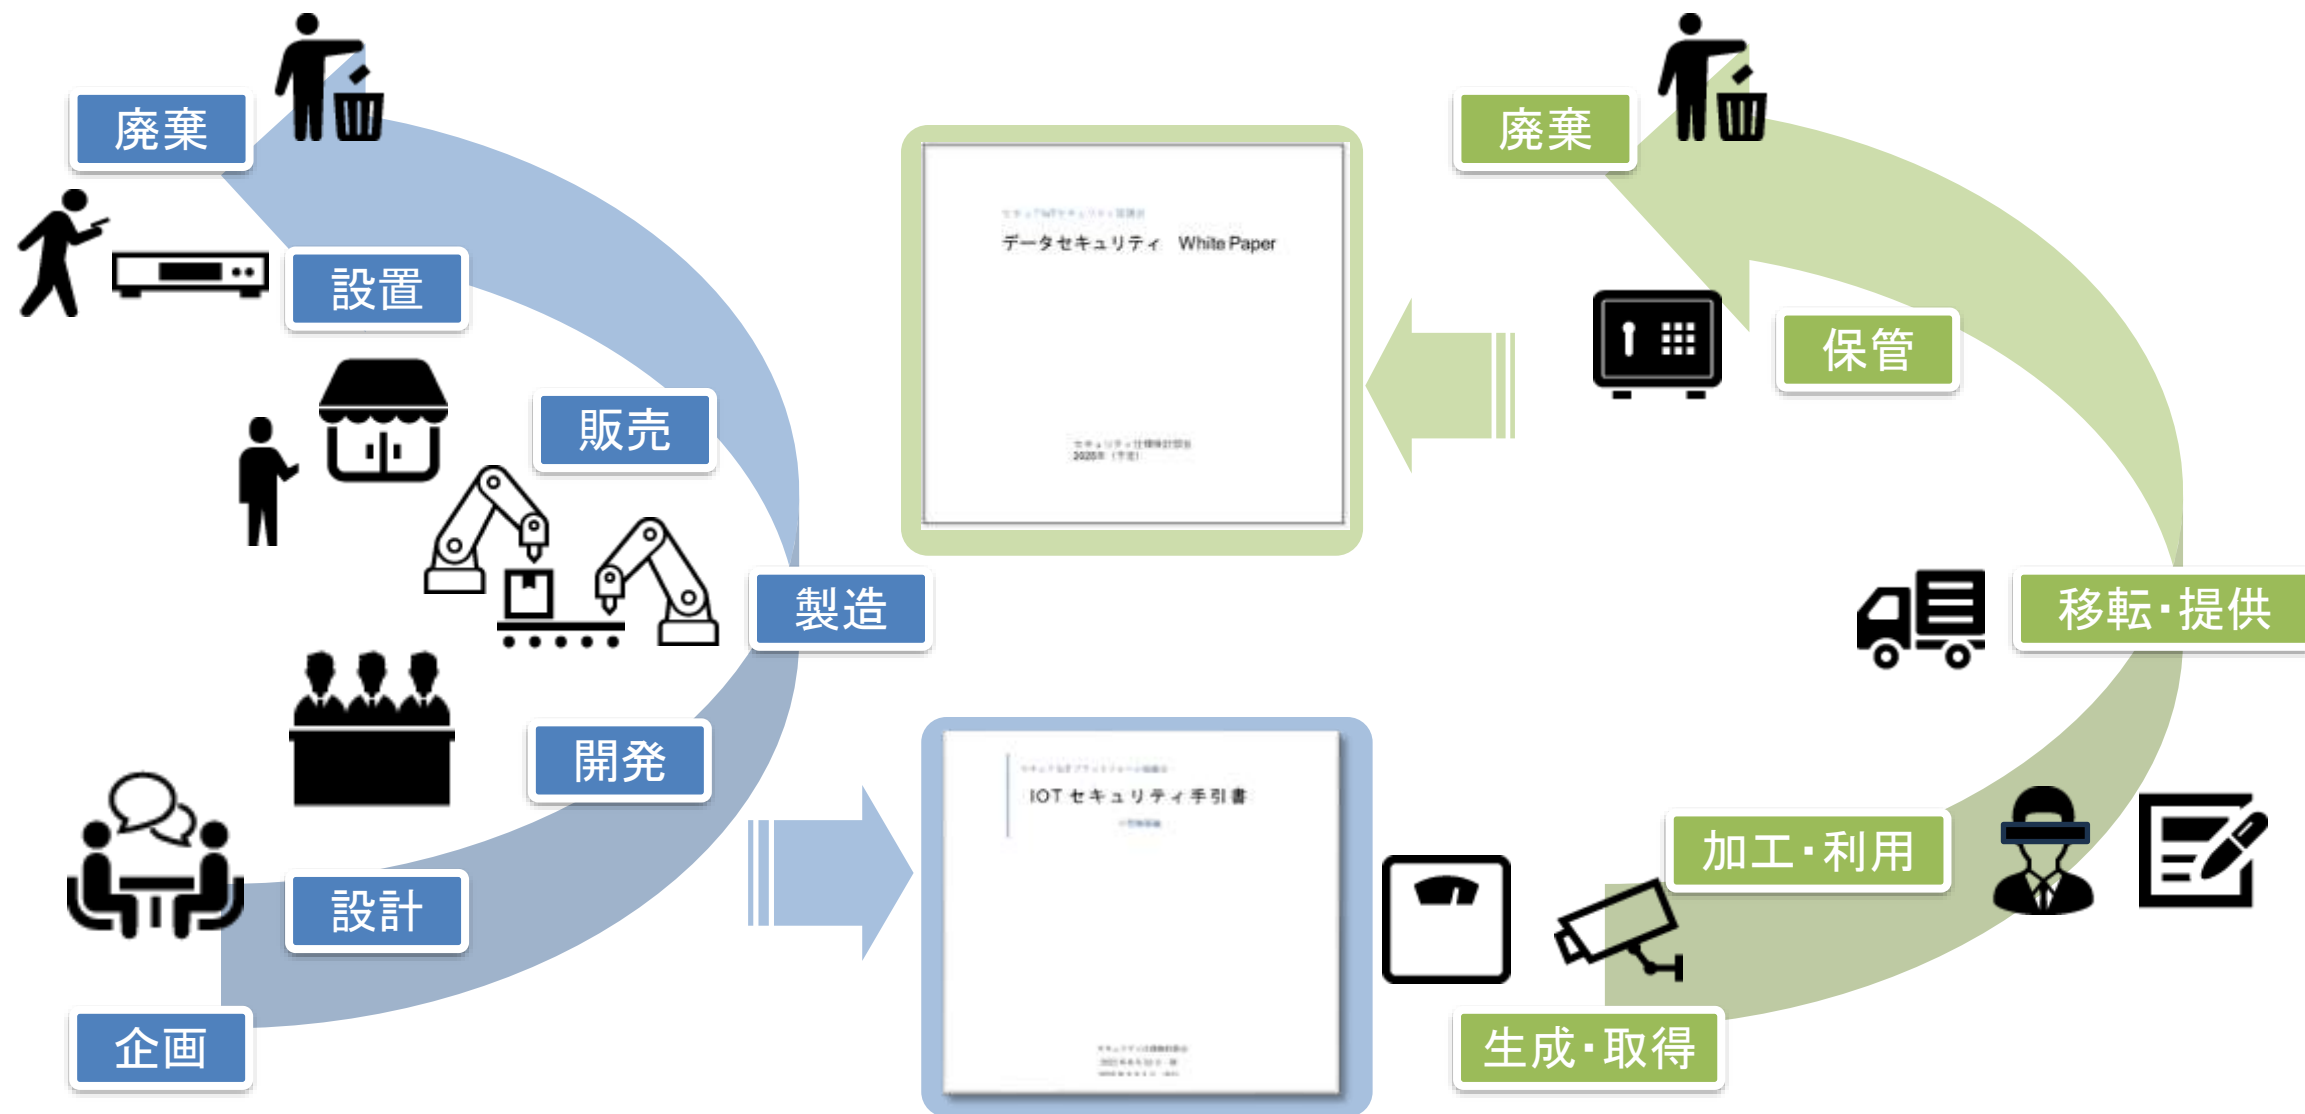 廃棄
設置
販売
製造
開発
設計
企画
データセキュリティ White Paper
IOT セキュリティ手引書
廃棄
保管
移転・提供
加工・利用
生成・取得